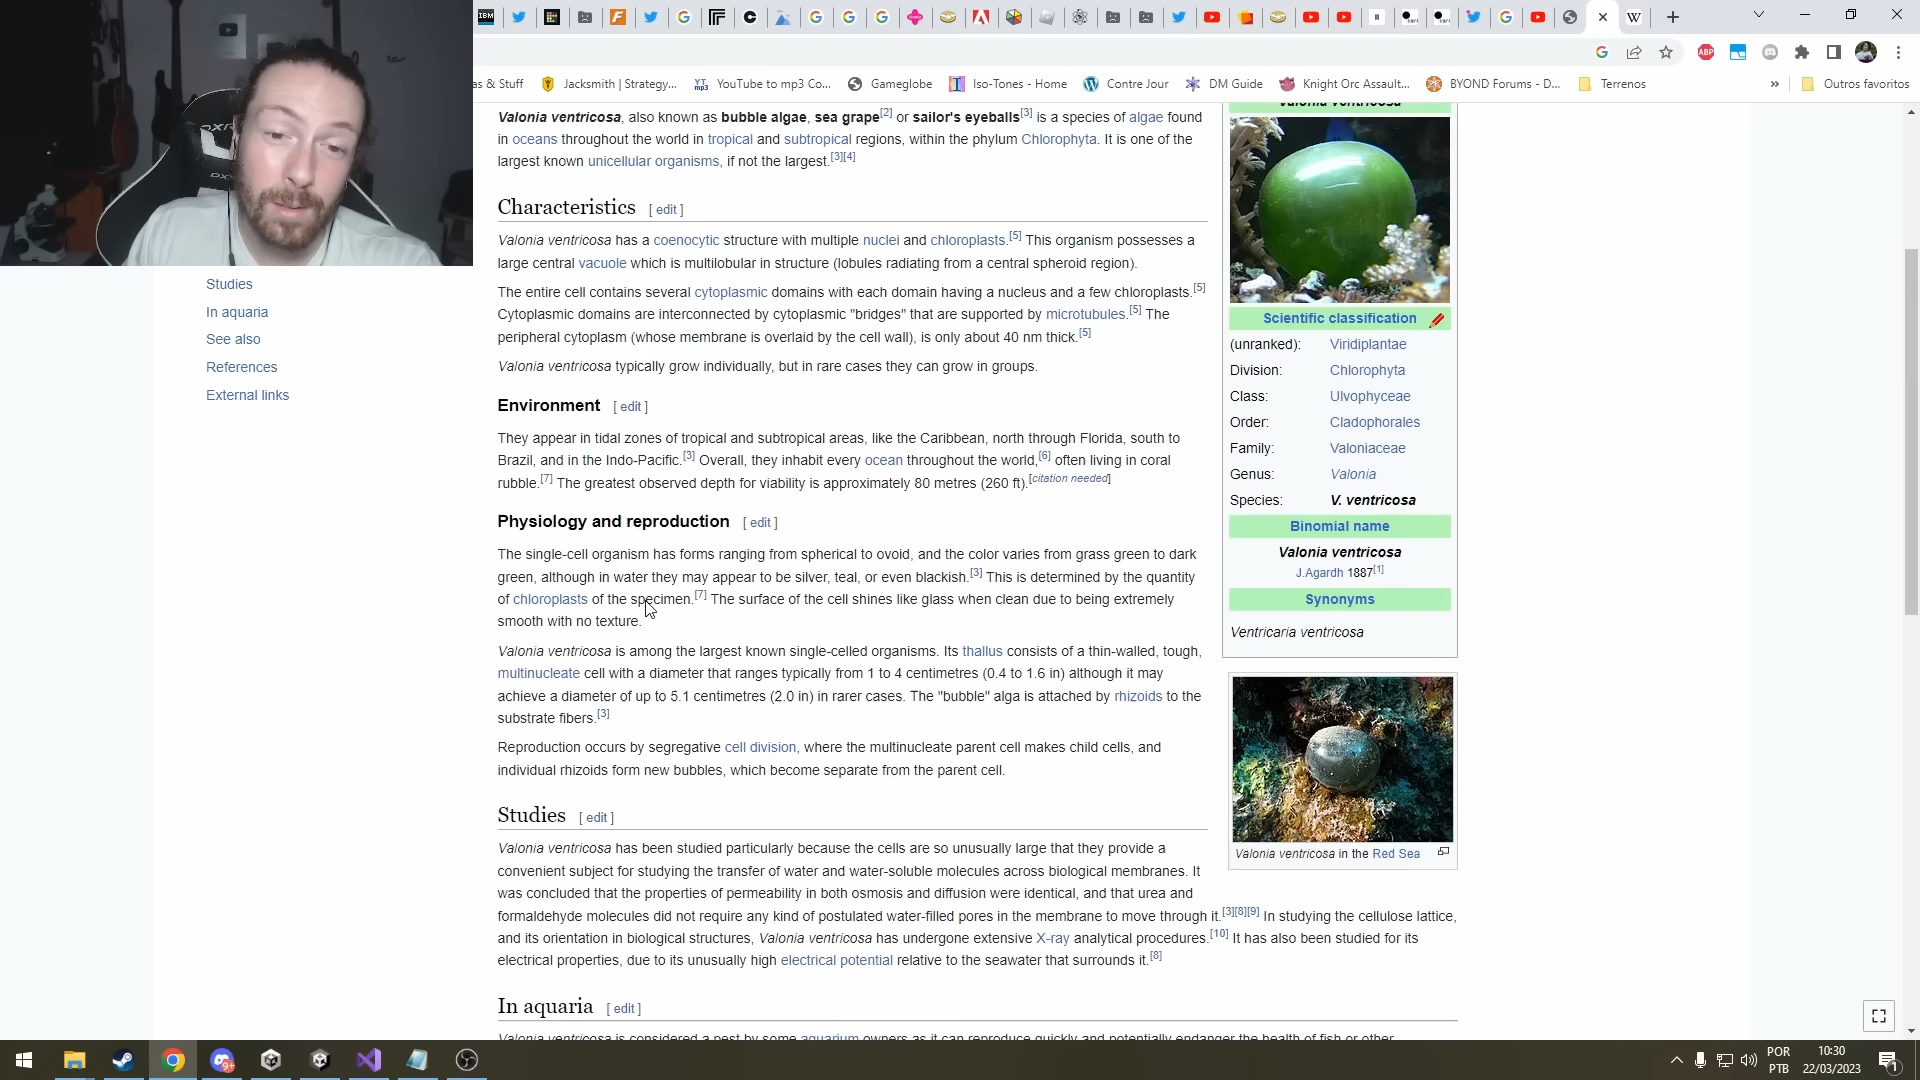 as & Stuff
Jacksmith | Strategy...
YouTube to mp3 Co...
Gameglobe
Iso-Tones - Home
Contre Jour
DM Guide
Knight Orc Assault...
BYOND Forums - D...
Terrenos
»
Outros favoritos
Valonia ventricosa, also known as bubble algae, sea grape[2] or sailor's eyeballs[3] is a species of algae found
in oceans throughout the world in tropical and subtropical regions, within the phylum Chlorophyta. It is one of the
largest known unicellular organisms, if not the largest.[3][4]
Characteristics [ edit ]
Valonia ventricosa has a coenocytic structure with multiple nuclei and chloroplasts.[5] This organism possesses a
large central vacuole which is multilobular in structure (lobules radiating from a central spheroid region).
The entire cell contains several cytoplasmic domains with each domain having a nucleus and a few chloroplasts.[5]
Cytoplasmic domains are interconnected by cytoplasmic "bridges" that are supported by microtubules.[5] The
peripheral cytoplasm (whose membrane is overlaid by the cell wall), is only about 40 nm thick.[5]
Valonia ventricosa typically grow individually, but in rare cases they can grow in groups.
Environment [ edit ]
They appear in tidal zones of tropical and subtropical areas, like the Caribbean, north through Florida, south to
Brazil, and in the Indo-Pacific.[3] Overall, they inhabit every ocean throughout the world,[6] often living in coral
rubble.[7] The greatest observed depth for viability is approximately 80 metres (260 ft).[citation needed]
Physiology and reproduction [ edit ]
The single-cell organism has forms ranging from spherical to ovoid, and the color varies from grass green to dark
green, although in water they may appear to be silver, teal, or even blackish.[3] This is determined by the quantity
of chloroplasts of the specimen.[7] The surface of the cell shines like glass when clean due to being extremely
smooth with no texture.
Valonia ventricosa is among the largest known single-celled organisms. Its thallus consists of a thin-walled, tough,
multinucleate cell with a diameter that ranges typically from 1 to 4 centimetres (0.4 to 1.6 in) although it may
achieve a diameter of up to 5.1 centimetres (2.0 in) in rarer cases. The "bubble" alga is attached by rhizoids to the
substrate fibers.[3]
Reproduction occurs by segregative cell division, where the multinucleate parent cell makes child cells, and
individual rhizoids form new bubbles, which become separate from the parent cell.
Studies [ edit ]
Valonia ventricosa has been studied particularly because the cells are so unusually large that they provide a
convenient subject for studying the transfer of water and water-soluble molecules across biological membranes. It
was concluded that the properties of permeability in both osmosis and diffusion were identical, and that urea and
formaldehyde molecules did not require any kind of postulated water-filled pores in the membrane to move through it.[3][8][9] In studying the cellulose lattice,
and its orientation in biological structures, Valonia ventricosa has undergone extensive X-ray analytical procedures.[10] It has also been studied for its
electrical properties, due to its unusually high electrical potential relative to the seawater that surrounds it.[8]
In aquaria [ edit ]
Valonia ventricosa is considered a pest by some aquarium owners as it can reproduce quickly and potentially endanger the health of fish or other
Studies
In aquaria
See also
References
External links
Valonia ventricosa
Scientific classification
(unranked): Viridiplantae
Division: Chlorophyta
Class: Ulvophyceae
Order: Cladophorales
Family: Valoniaceae
Genus: Valonia
Species: V. ventricosa
Binomial name
Valonia ventricosa
J.Agardh 1887[1]
Synonyms
Ventricaria ventricosa
Valonia ventricosa in the Red Sea
POR
PTB
10:30
22/03/2023